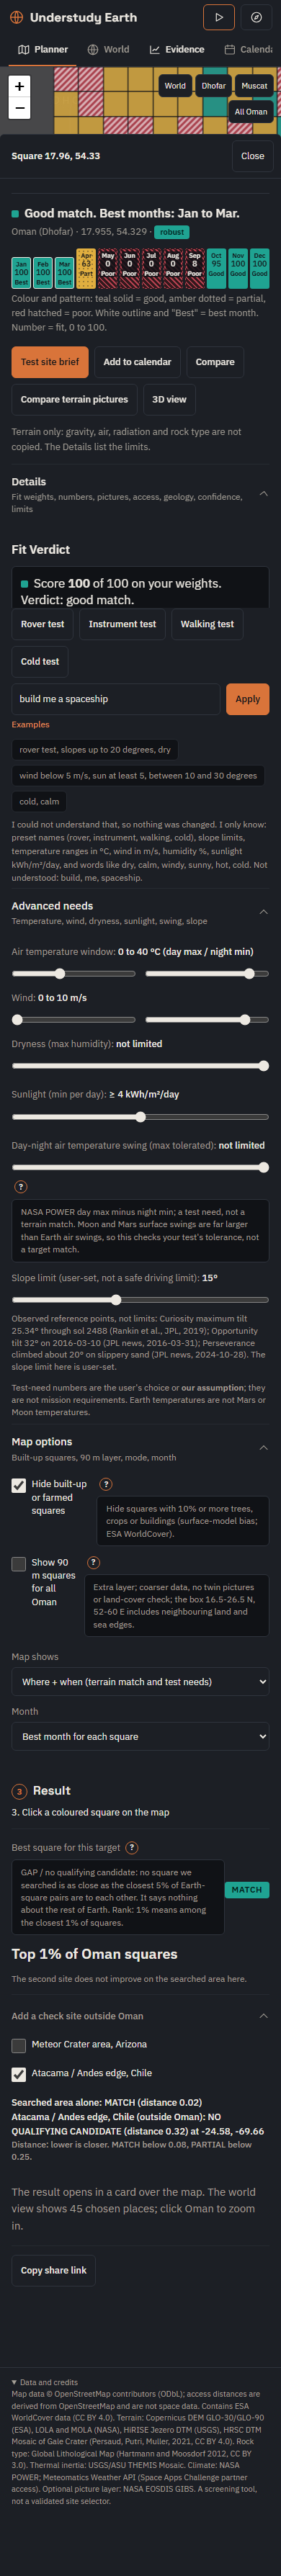 Understudy Earth
Planner
World
Evidence
Calenda
+
−
World
Dhofar
Muscat
All Oman
Square 17.96, 54.33
Close
Good match. Best months: Jan to Mar.
Oman (Dhofar) · 17.955, 54.329 · robust
Jan 100 Best
Feb 100 Best
Mar 100 Best
Apr 63 Part
May 0 Poor
Jun 0 Poor
Jul 0 Poor
Aug 0 Poor
Sep 8 Poor
Oct 95 Good
Nov 100 Good
Dec 100 Good
Colour and pattern: teal solid = good, amber dotted = partial,
red hatched = poor. White outline and "Best" = best month.
Number = fit, 0 to 100.
Test site brief
Add to calendar
Compare
Compare terrain pictures
3D view
Terrain only: gravity, air, radiation and rock type are not
copied. The Details list the limits.
Details
Fit weights, numbers, pictures, access, geology, confidence,
limits
Fit Verdict
Score 100 of 100 on your weights.
Verdict: good match.
Rover test
Instrument test
Walking test
Cold test
build me a spaceship
Apply
Examples
rover test, slopes up to 20 degrees, dry
wind below 5 m/s, sun at least 5, between 10 and 30 degrees
cold, calm
I could not understand that, so nothing was changed. I only know:
preset names (rover, instrument, walking, cold), slope limits,
temperature ranges in °C, wind in m/s, humidity %, sunlight
kWh/m²/day, and words like dry, calm, windy, sunny, hot, cold. Not
understood: build, me, spaceship.
Advanced needs
Temperature, wind, dryness, sunlight, swing, slope
Air temperature window: 0 to 40 °C (day max / night min)
Wind: 0 to 10 m/s
Dryness (max humidity): not limited
Sunlight (min per day): ≥ 4 kWh/m²/day
Day-night air temperature swing (max tolerated): not limited
?
NASA POWER day max minus night min; a test need, not a
terrain match. Moon and Mars surface swings are far larger
than Earth air swings, so this checks your test's tolerance, not
a target match.
Slope limit (user-set, not a safe driving limit): 15°
Observed reference points, not limits: Curiosity maximum tilt
25.34° through sol 2488 (Rankin et al., JPL, 2019); Opportunity
tilt 32° on 2016-03-10 (JPL news, 2016-03-31); Perseverance
climbed about 20° on slippery sand (JPL news, 2024-10-28). The
slope limit here is user-set.
Test-need numbers are the user's choice or our assumption; they
are not mission requirements. Earth temperatures are not Mars or
Moon temperatures.
Map options
Built-up squares, 90 m layer, mode, month
Hide built-up
or farmed
squares
?
Hide squares with 10% or more trees,
crops or buildings (surface-model bias;
ESA WorldCover).
Show 90
m squares
for all
Oman
?
Extra layer; coarser data, no twin pictures
or land-cover check; the box 16.5-26.5 N,
52-60 E includes neighbouring land and
sea edges.
Map shows
Where + when (terrain match and test needs)
Month
Best month for each square
3 Result
3. Click a coloured square on the map
Best square for this target ?
GAP / no qualifying candidate: no square we
searched is as close as the closest 5% of Earth-
square pairs are to each other. It says nothing
about the rest of Earth. Rank: 1% means among
the closest 1% of squares.
MATCH
Top 1% of Oman squares
The second site does not improve on the searched area here.
Add a check site outside Oman
Meteor Crater area, Arizona
Atacama / Andes edge, Chile
Searched area alone: MATCH (distance 0.02)
Atacama / Andes edge, Chile (outside Oman): NO
QUALIFYING CANDIDATE (distance 0.32) at -24.58, -69.66
Distance: lower is closer. MATCH below 0.08, PARTIAL below
0.25.
The result opens in a card over the map. The world
view shows 45 chosen places; click Oman to zoom
in.
Copy share link
▼ Data and credits
Map data © OpenStreetMap contributors (ODbL); access distances are
derived from OpenStreetMap and are not space data. Contains ESA
WorldCover data (CC BY 4.0). Terrain: Copernicus DEM GLO-30/GLO-90
(ESA), LOLA and MOLA (NASA), HiRISE Jezero DTM (USGS), HRSC DTM
Mosaic of Gale Crater (Persaud, Putri, Muller, 2021, CC BY 4.0). Rock
type: Global Lithological Map (Hartmann and Moosdorf 2012, CC BY
3.0). Thermal inertia: USGS/ASU THEMIS Mosaic. Climate: NASA
POWER; Meteomatics Weather API (Space Apps Challenge partner
access). Optional picture layer: NASA EOSDIS GIBS. A screening tool,
not a validated site selector.